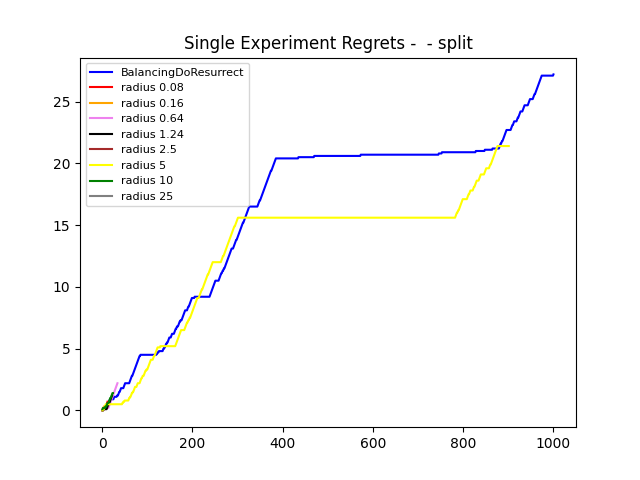 Single Experiment Regrets -  - split
BalancingDoResurrect
radius 0.08
radius 0.16
radius 0.64
radius 1.24
radius 2.5
radius 5
radius 10
radius 25
25
20
15
10
5
0
0 200 400 600 800 1000